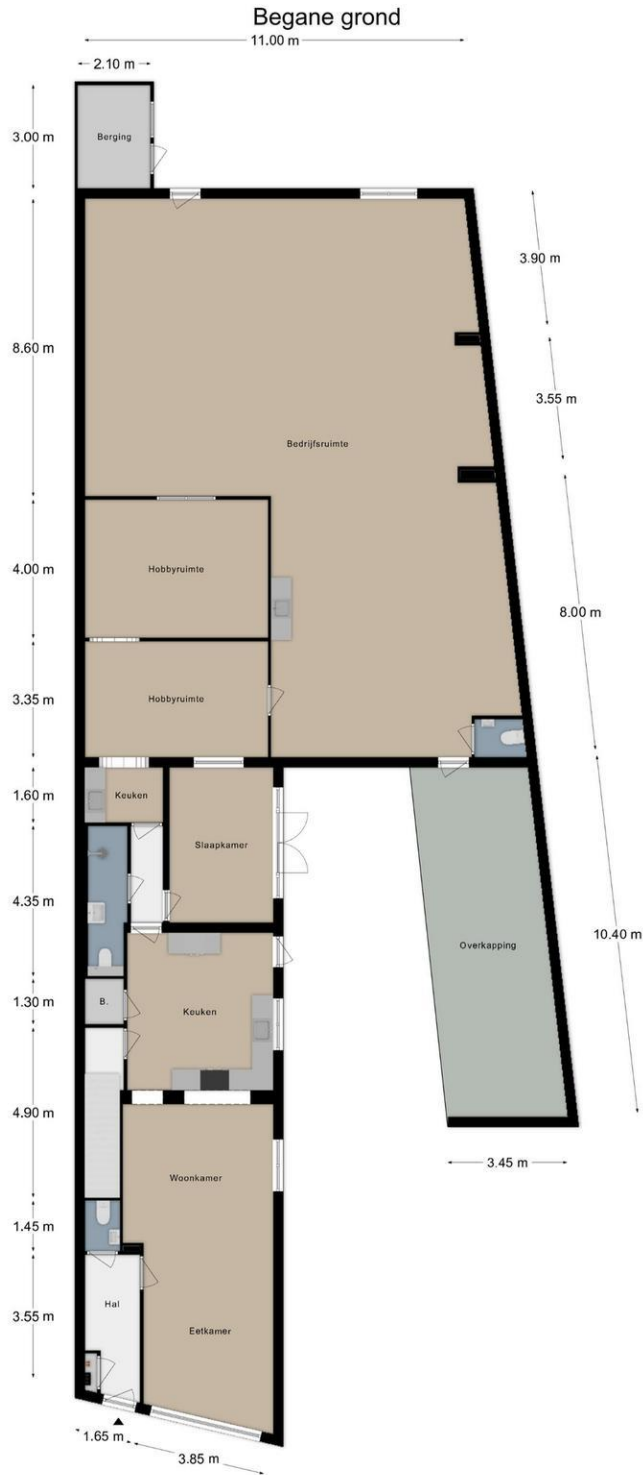 Begane grond
11.00 m
2.10 m
3.00 m
Berging
3.90 m
8.60 m
3.55 m
Bedrijfsruimte
4.00 m
Hobbyruimte
8.00 m
3.35 m
Hobbyruimte
1.60 m
Keuken
Slaapkamer
4.35 m
10.40 m
Overkapping
1.30 m
B.
Keuken
4.90 m
3.45 m
Woonkamer
1.45 m
Hal
3.55 m
Eetkamer
1.65 m
3.85 m